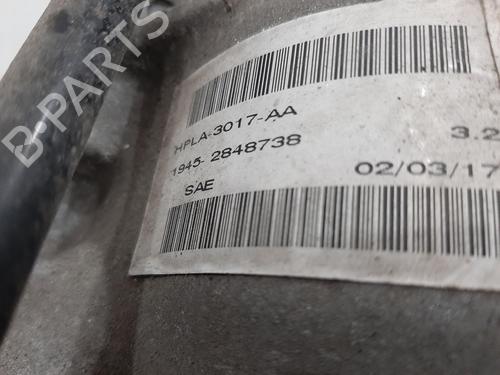 B-PARTS
HPLA-3017-AA
1945- 2848738
3.2
SAE
02/03/17